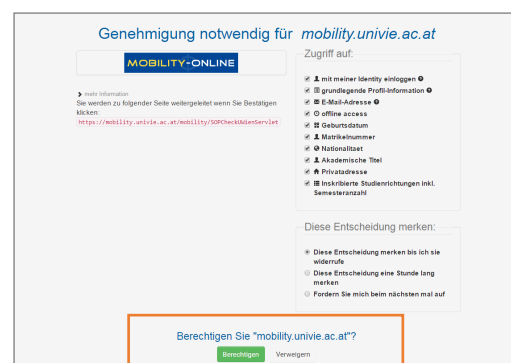 Genehmigung notwendig für mobility.univie.ac.at
MOBILITY-ONLINE
mehr Information
Sie werden zu folgender Seite weitergeleitet wenn Sie Bestätigen
klicken:
https://mobility.univie.ac.at/mobility/SOPCheckUWienServlet
Zugriff auf:
mit meiner Identity einloggen
grundlegende Profil-Information
E-Mail-Adresse
offline access
Geburtsdatum
Matrikelnummer
Nationalitaet
Akademische Titel
Privatadresse
Inskribierte Studienrichtungen inkl.
Semesteranzahl
Diese Entscheidung merken:
Diese Entscheidung merken bis ich sie
widerrufe
Diese Entscheidung eine Stunde lang
merken
Fordern Sie mich beim nächsten mal auf
Berechtigen Sie "mobility.univie.ac.at"?
Berechtigen Verweigern